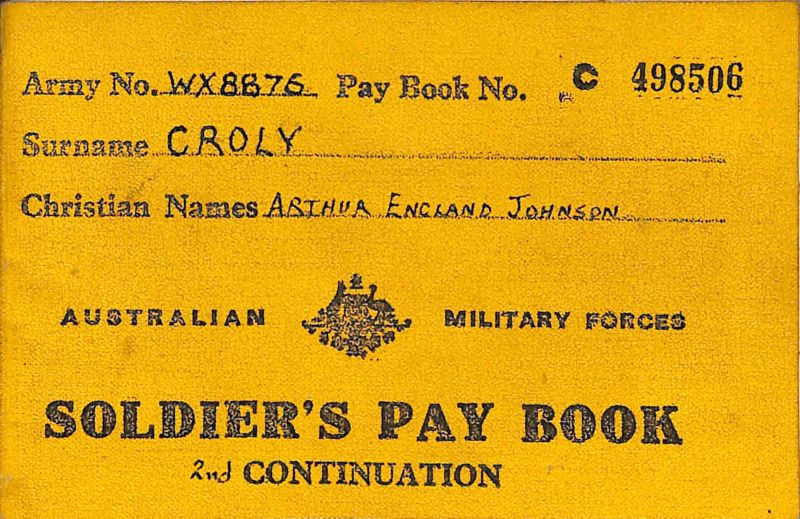 Army No. WX8876 Pay Book No. C 498506
Surname CROLY
Christian Names ARTHUR ENGLAND JOHNSON
AUSTRALIAN MILITARY FORCES
SOLDIER'S PAY BOOK
2nd CONTINUATION